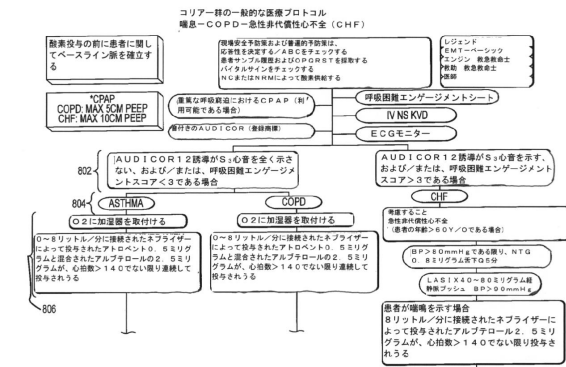 コリアー群の一般的な医療プロトコル
喘息－COPD－急性非代償性心不全（CHF）
酸素投与の前に患者に関して
ベースライン脈を確立す
る
*CPAP
COPD: MAX 5CM PEEP
CHF: MAX 10CM PEEP
現場安全予防策および普遍的予防策は、
応答性を決定する／ABCをチェックする
患者サンプル履歴およびOPQRSTを採取する
バイタルサインをチェックする
NCまたはNRMによって酸素供給する
レジェンド
EMTーベーシック
エンジン 救急救命士
救助 救急救命士
医師
重篤な呼吸窮迫におけるCPAP（利
用可能である場合）
呼吸困難エンゲージメントシート
IV NS KVD
管付きのAUDICOR（登録商標）
ECGモニター
802
AUDICOR12誘導がS₃心音を全く示さ
ない、および／または、呼吸困難エンゲージメ
ントスコア＜3である場合
AUDICOR12誘導がS₃心音を示す、
および／または、呼吸困難エンゲージメント
スコア＞3である場合
804
ASTHMA
COPD
CHF
O2に加湿器を取付ける
O2に加湿器を取付ける
考慮すること
急性非代償性心不全
（患者の年齢＞60Y／Oである場合）
0～8リットル／分に接続されたネブライザー
によって投与されたアトロベント0．5ミリグ
ラムと混合されたアルブテロールの2．5ミリ
グラムが、心拍数＞140でない限り連続して
投与されうる
0～8リットル／分に接続されたネブライザー
によって投与されたアトロベント0．5ミリグ
ラムと混合されたアルブテロールの2．5ミリ
グラムが、心拍数＞140でない限り連続して
投与されうる
806
BP＞80mmHgである限り、NTG
0．8ミリグラム舌下Q5分
LASIX40～80ミリグラム経
静脈プッシュ BP＞90mmHg
患者が喘鳴を示す場合
8リットル／分に接続されたネブライザーに
よって投与されたアルブテロール2．5ミリ
グラムが、心拍数＞140でない限り投与さ
れうる